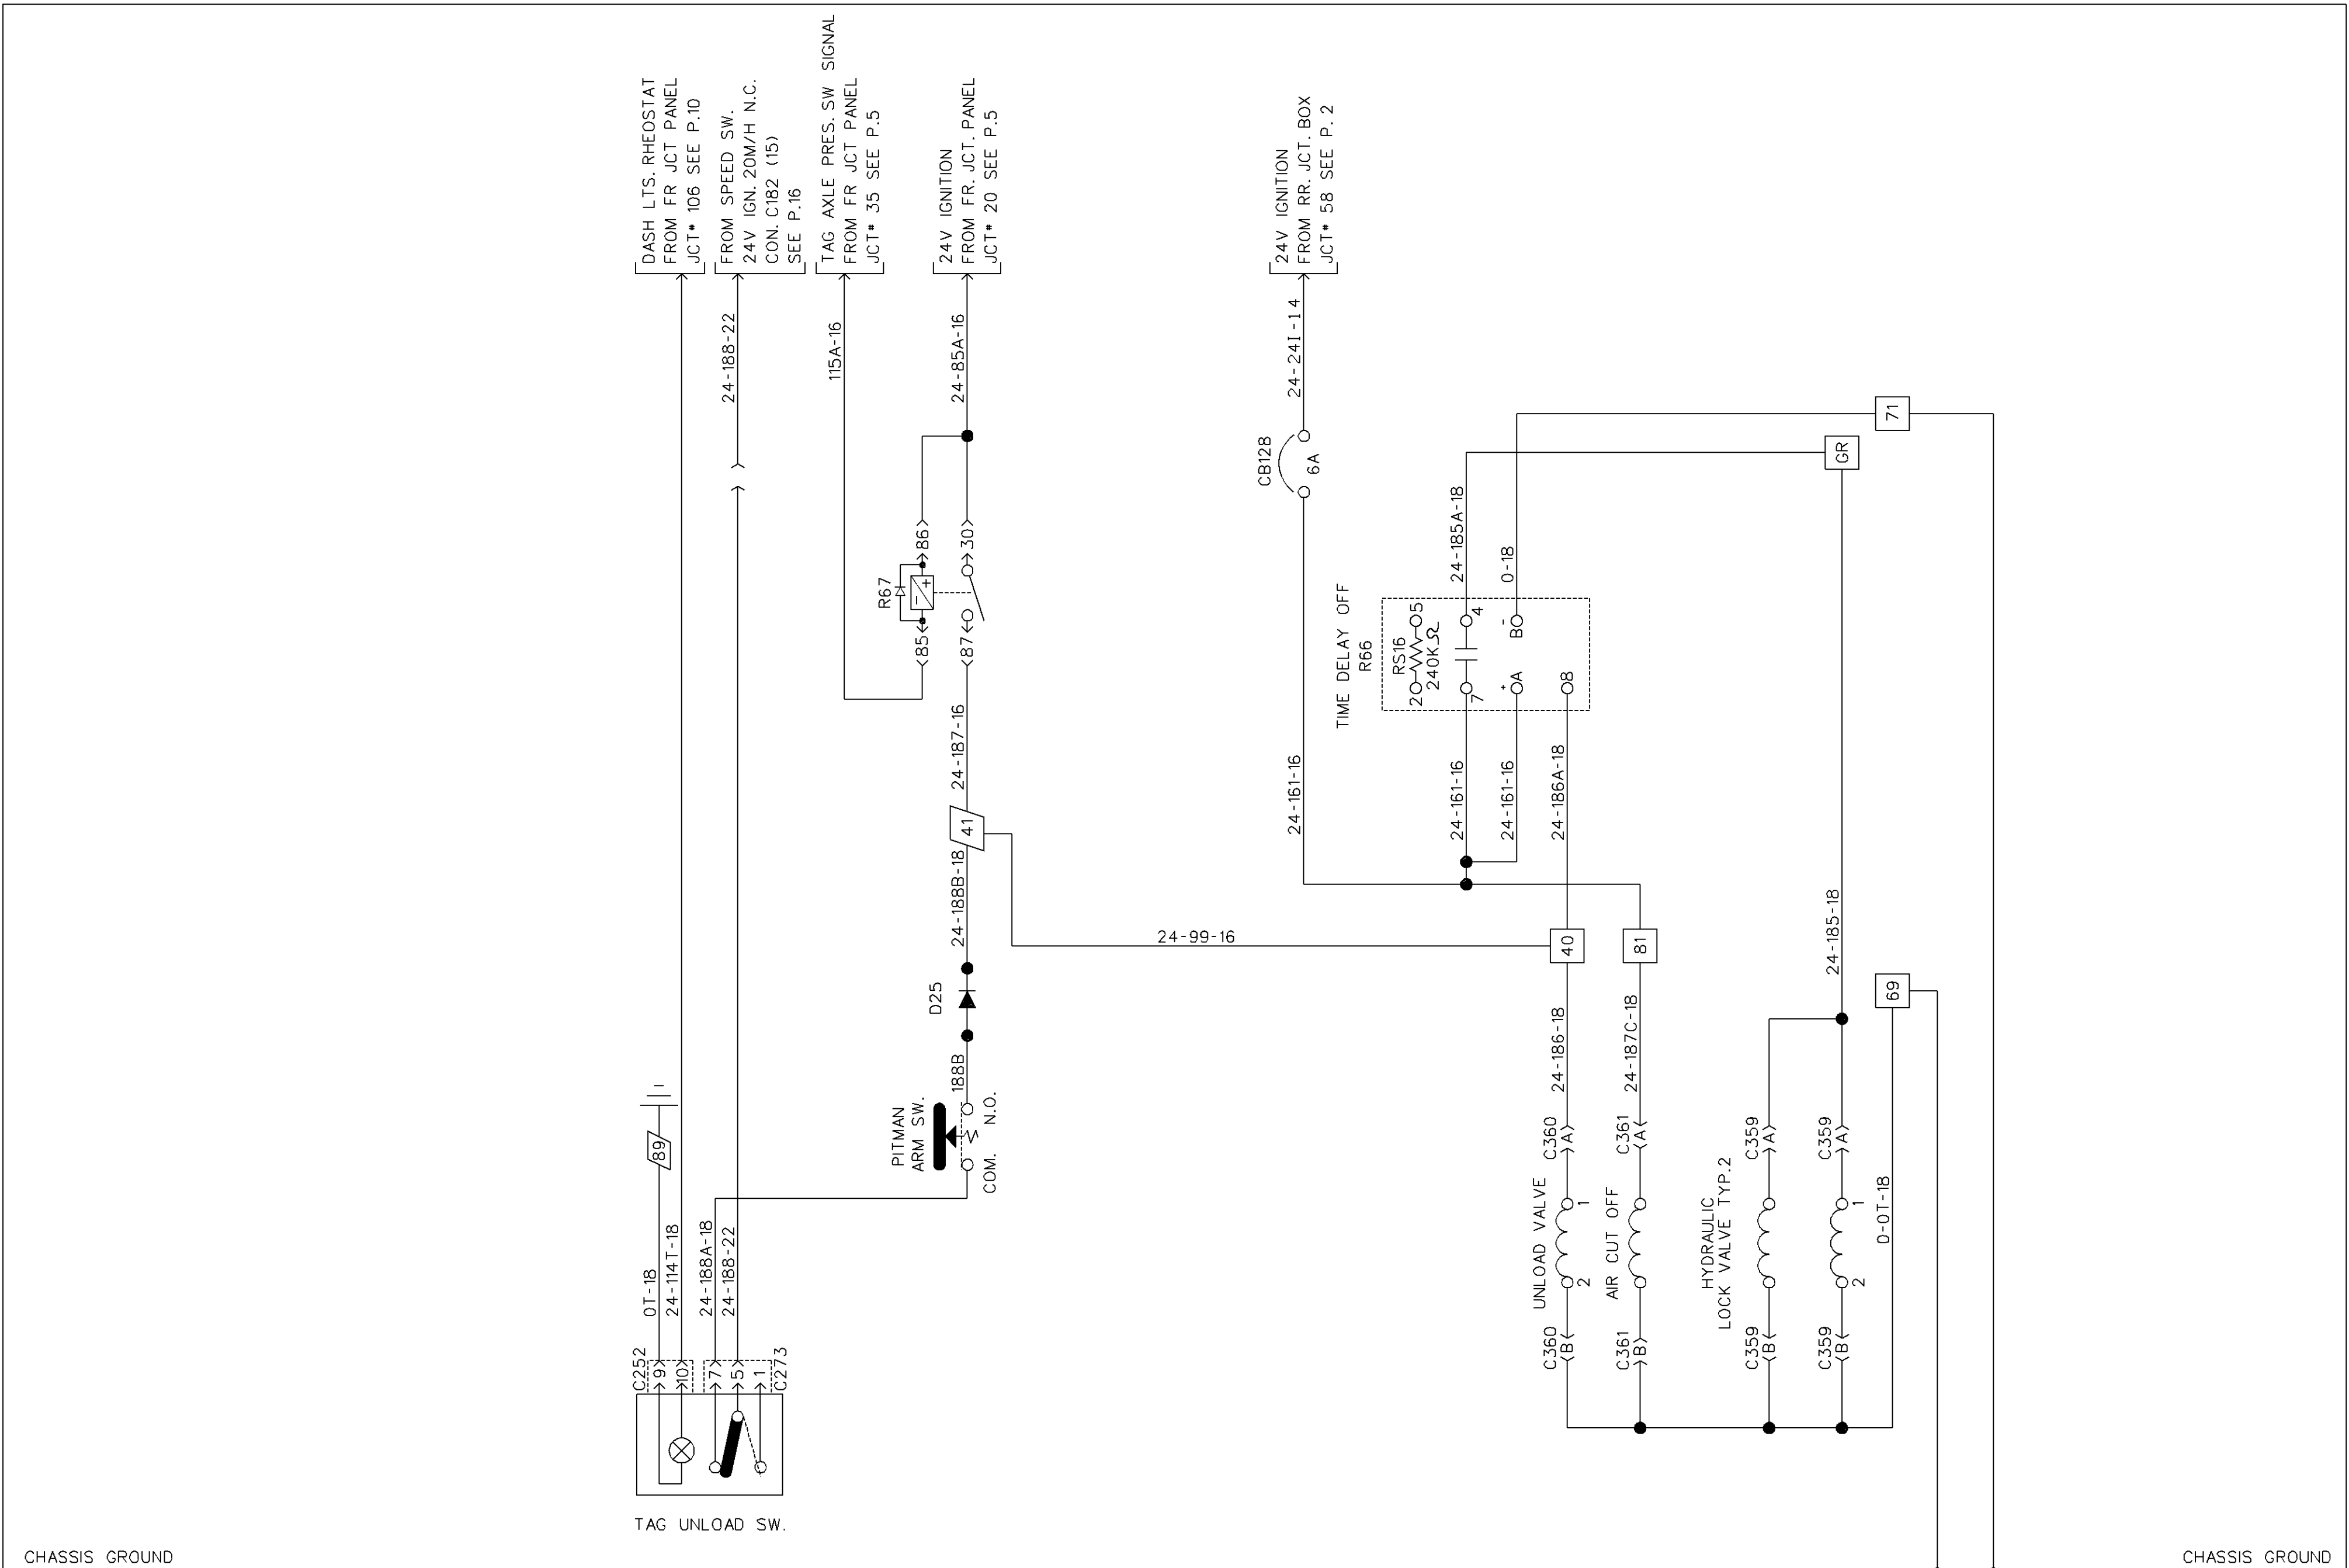 DASH LTS. RHEOSTAT
FROM FR JCT PANEL
JCT# 106 SEE P.10
FROM SPEED SW.
24V IGN. 20M/H N.C.
CON. C182 (15)
SEE P.16
TAG AXLE PRES. SW SIGNAL
FROM FR JCT PANEL
JCT# 35 SEE P.5
24V IGNITION
FROM FR. JCT. PANEL
JCT# 20 SEE P.5
24V IGNITION
FROM RR. JCT. BOX
JCT# 58 SEE P. 2
24-188-22
115A-16
24-85A-16
24-24I-14
CB128
6A
71
GR
R67
86
30
85
87
- +
24-185A-18
0-18
TIME DELAY OFF
R66
RS16
240KΩ
2
5
7
4
+
A
-
B
8
24-187-16
41
24-161-16
24-161-16
24-161-16
24-186A-18
24-188B-18
24-99-16
40
81
24-185-18
69
D25
188B
24-186-18
24-187C-18
89
PITMAN
ARM SW.
COM.
N.O.
C360
A
C361
A
C359
A
C359
A
UNLOAD VALVE
1
2
AIR CUT OFF
HYDRAULIC
LOCK VALVE TYP.2
1
2
0-0T-18
C360
B
C361
B
C359
B
C359
B
0T-18
24-114T-18
24-188A-18
24-188-22
C252
9
10
7
5
1
C273
TAG UNLOAD SW.
CHASSIS GROUND
CHASSIS GROUND